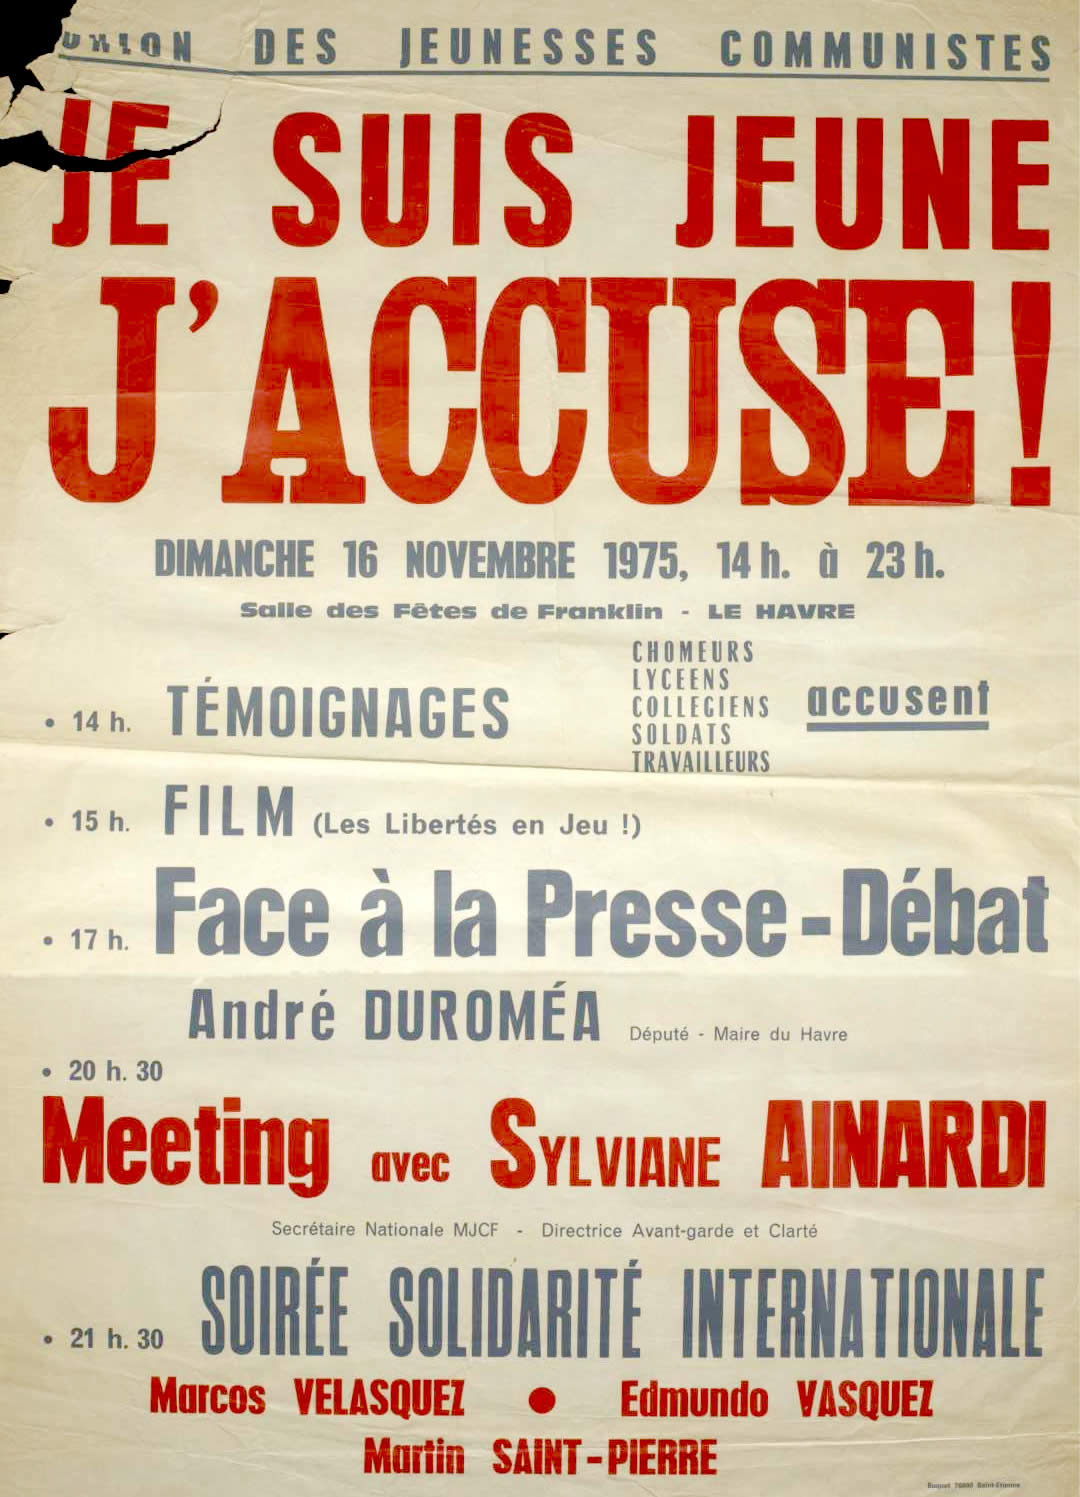 UNION DES JEUNESSES COMMUNISTES
JE SUIS JEUNE
J'ACCUSE !
DIMANCHE 16 NOVEMBRE 1975, 14 h. à 23 h.
Salle des Fêtes de Franklin - LE HAVRE
• 14 h. TÉMOIGNAGES
CHOMEURS
LYCEENS
COLLEGIENS
SOLDATS
TRAVAILLEURS
accusent
• 15 h. FILM (Les Libertés en Jeu !)
• 17 h. Face à la Presse - Débat
André DUROMÉA Député - Maire du Havre
• 20 h. 30
Meeting avec SYLVIANE AINARDI
Secrétaire Nationale MJCF - Directrice Avant-garde et Clarté
• 21 h. 30 SOIRÉE SOLIDARITÉ INTERNATIONALE
Marcos VELASQUEZ ● Edmundo VASQUEZ
Martin SAINT-PIERRE